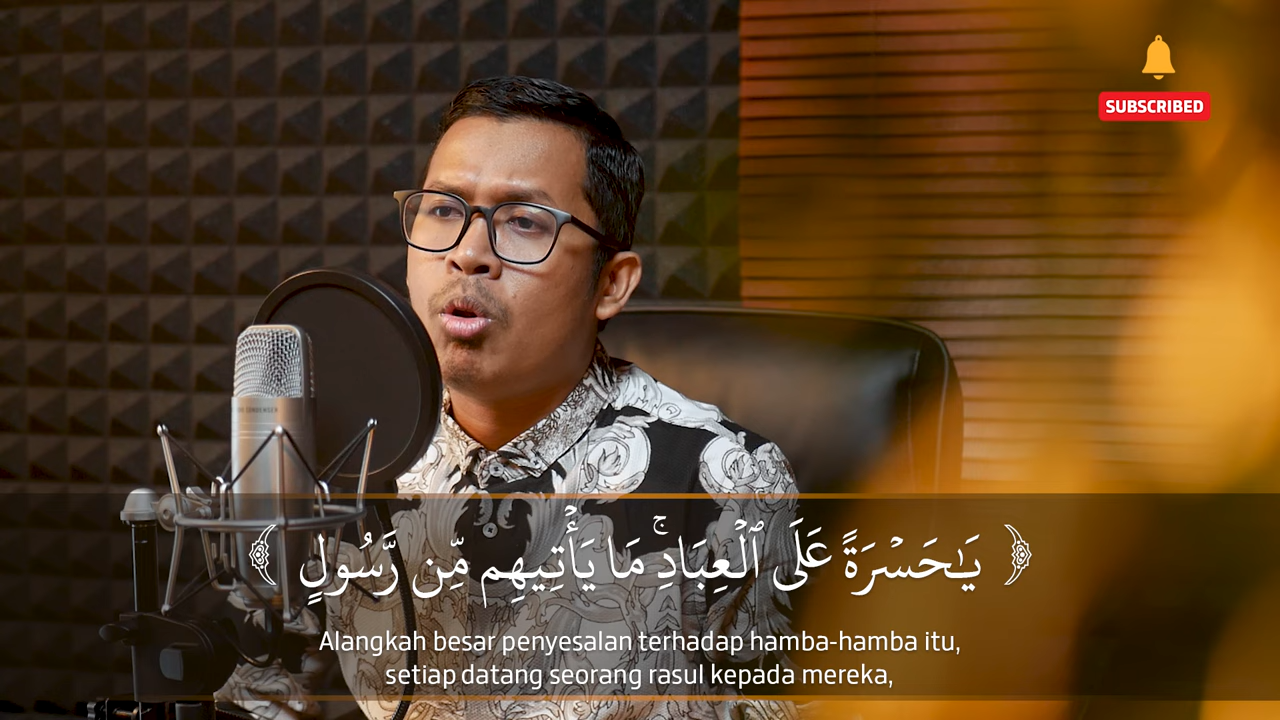 SUBSCRIBED
﴿ يَـٰحَسْرَةً عَلَى ٱلْعِبَادِۚ مَا يَأْتِيهِم مِّن رَّسُولٍ ﴾
Alangkah besar penyesalan terhadap hamba-hamba itu,
setiap datang seorang rasul kepada mereka,